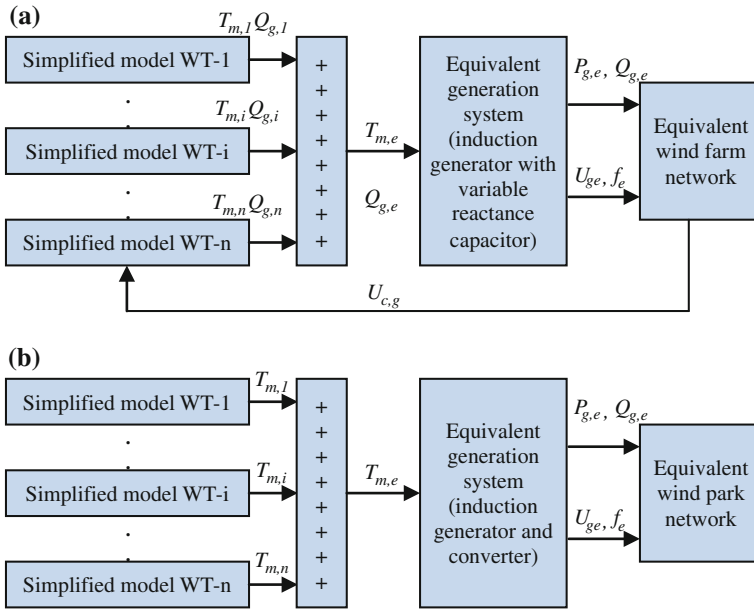 (a)
T_{m,1} Q_{g,1}
Simplified model WT-1
.
.
T_{m,i} Q_{g,i}
Simplified model WT-i
.
.
T_{m,n} Q_{g,n}
Simplified model WT-n
+
+
+
+
+
+
+
+
T_{m,e}
Q_{g,e}
Equivalent
generation
system
(induction
generator with
variable
reactance
capacitor)
P_{g,e}, Q_{g,e}
U_{ge}, f_e
Equivalent
wind farm
network
U_{c,g}
(b)
T_{m,1}
Simplified model WT-1
.
.
T_{m,i}
Simplified model WT-i
.
.
T_{m,n}
Simplified model WT-n
+
+
+
+
+
+
+
+
T_{m,e}
Equivalent
generation
system
(induction
generator and
converter)
P_{g,e}, Q_{g,e}
U_{ge}, f_e
Equivalent
wind park
network